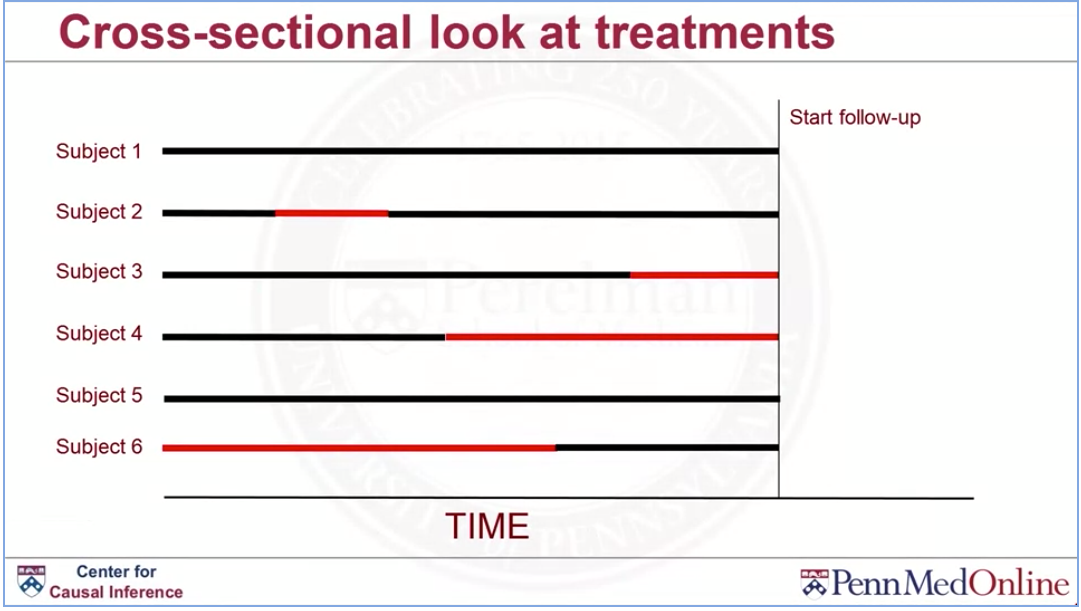 Cross-sectional look at treatments
Start follow-up
Subject 1
Subject 2
Subject 3
Subject 4
Subject 5
Subject 6
TIME
Center for
Causal Inference
PennMedOnline